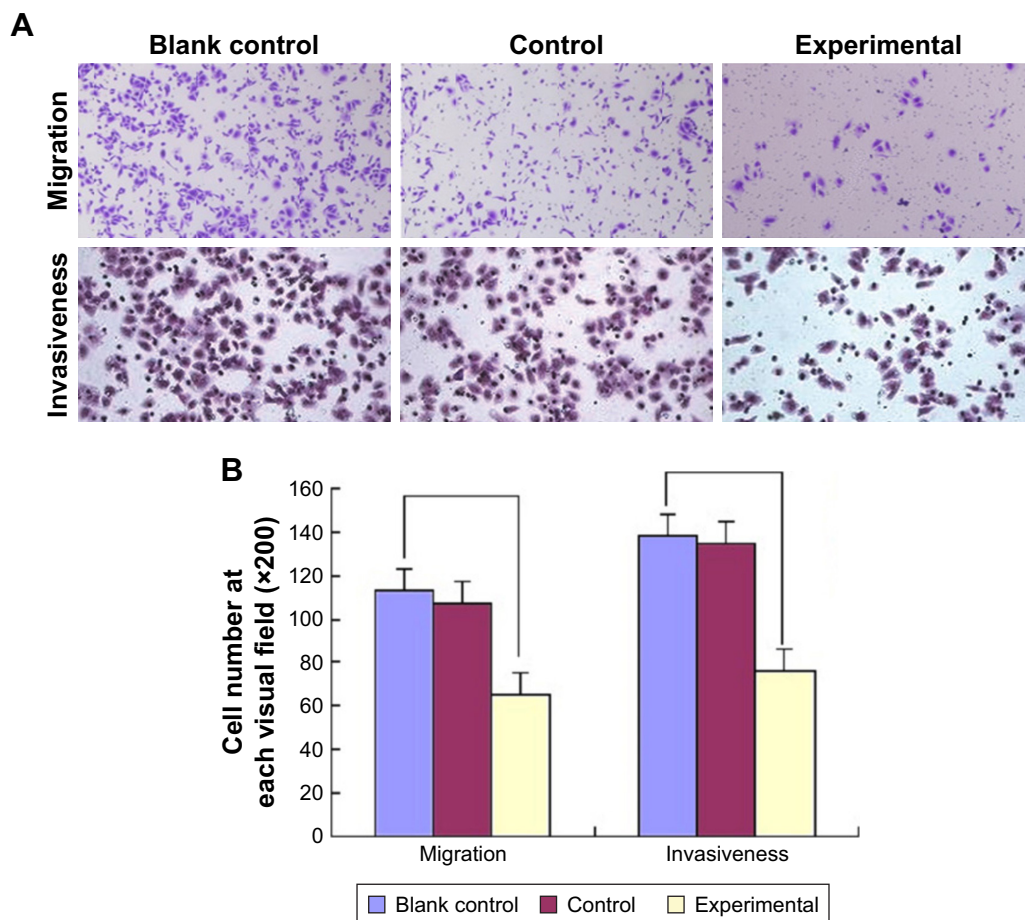 A
Blank control
Control
Experimental
Migration
Invasiveness
B
Cell number at
each visual field (×200)
160
140
120
100
80
60
40
20
0
Migration
Invasiveness
Blank control
Control
Experimental